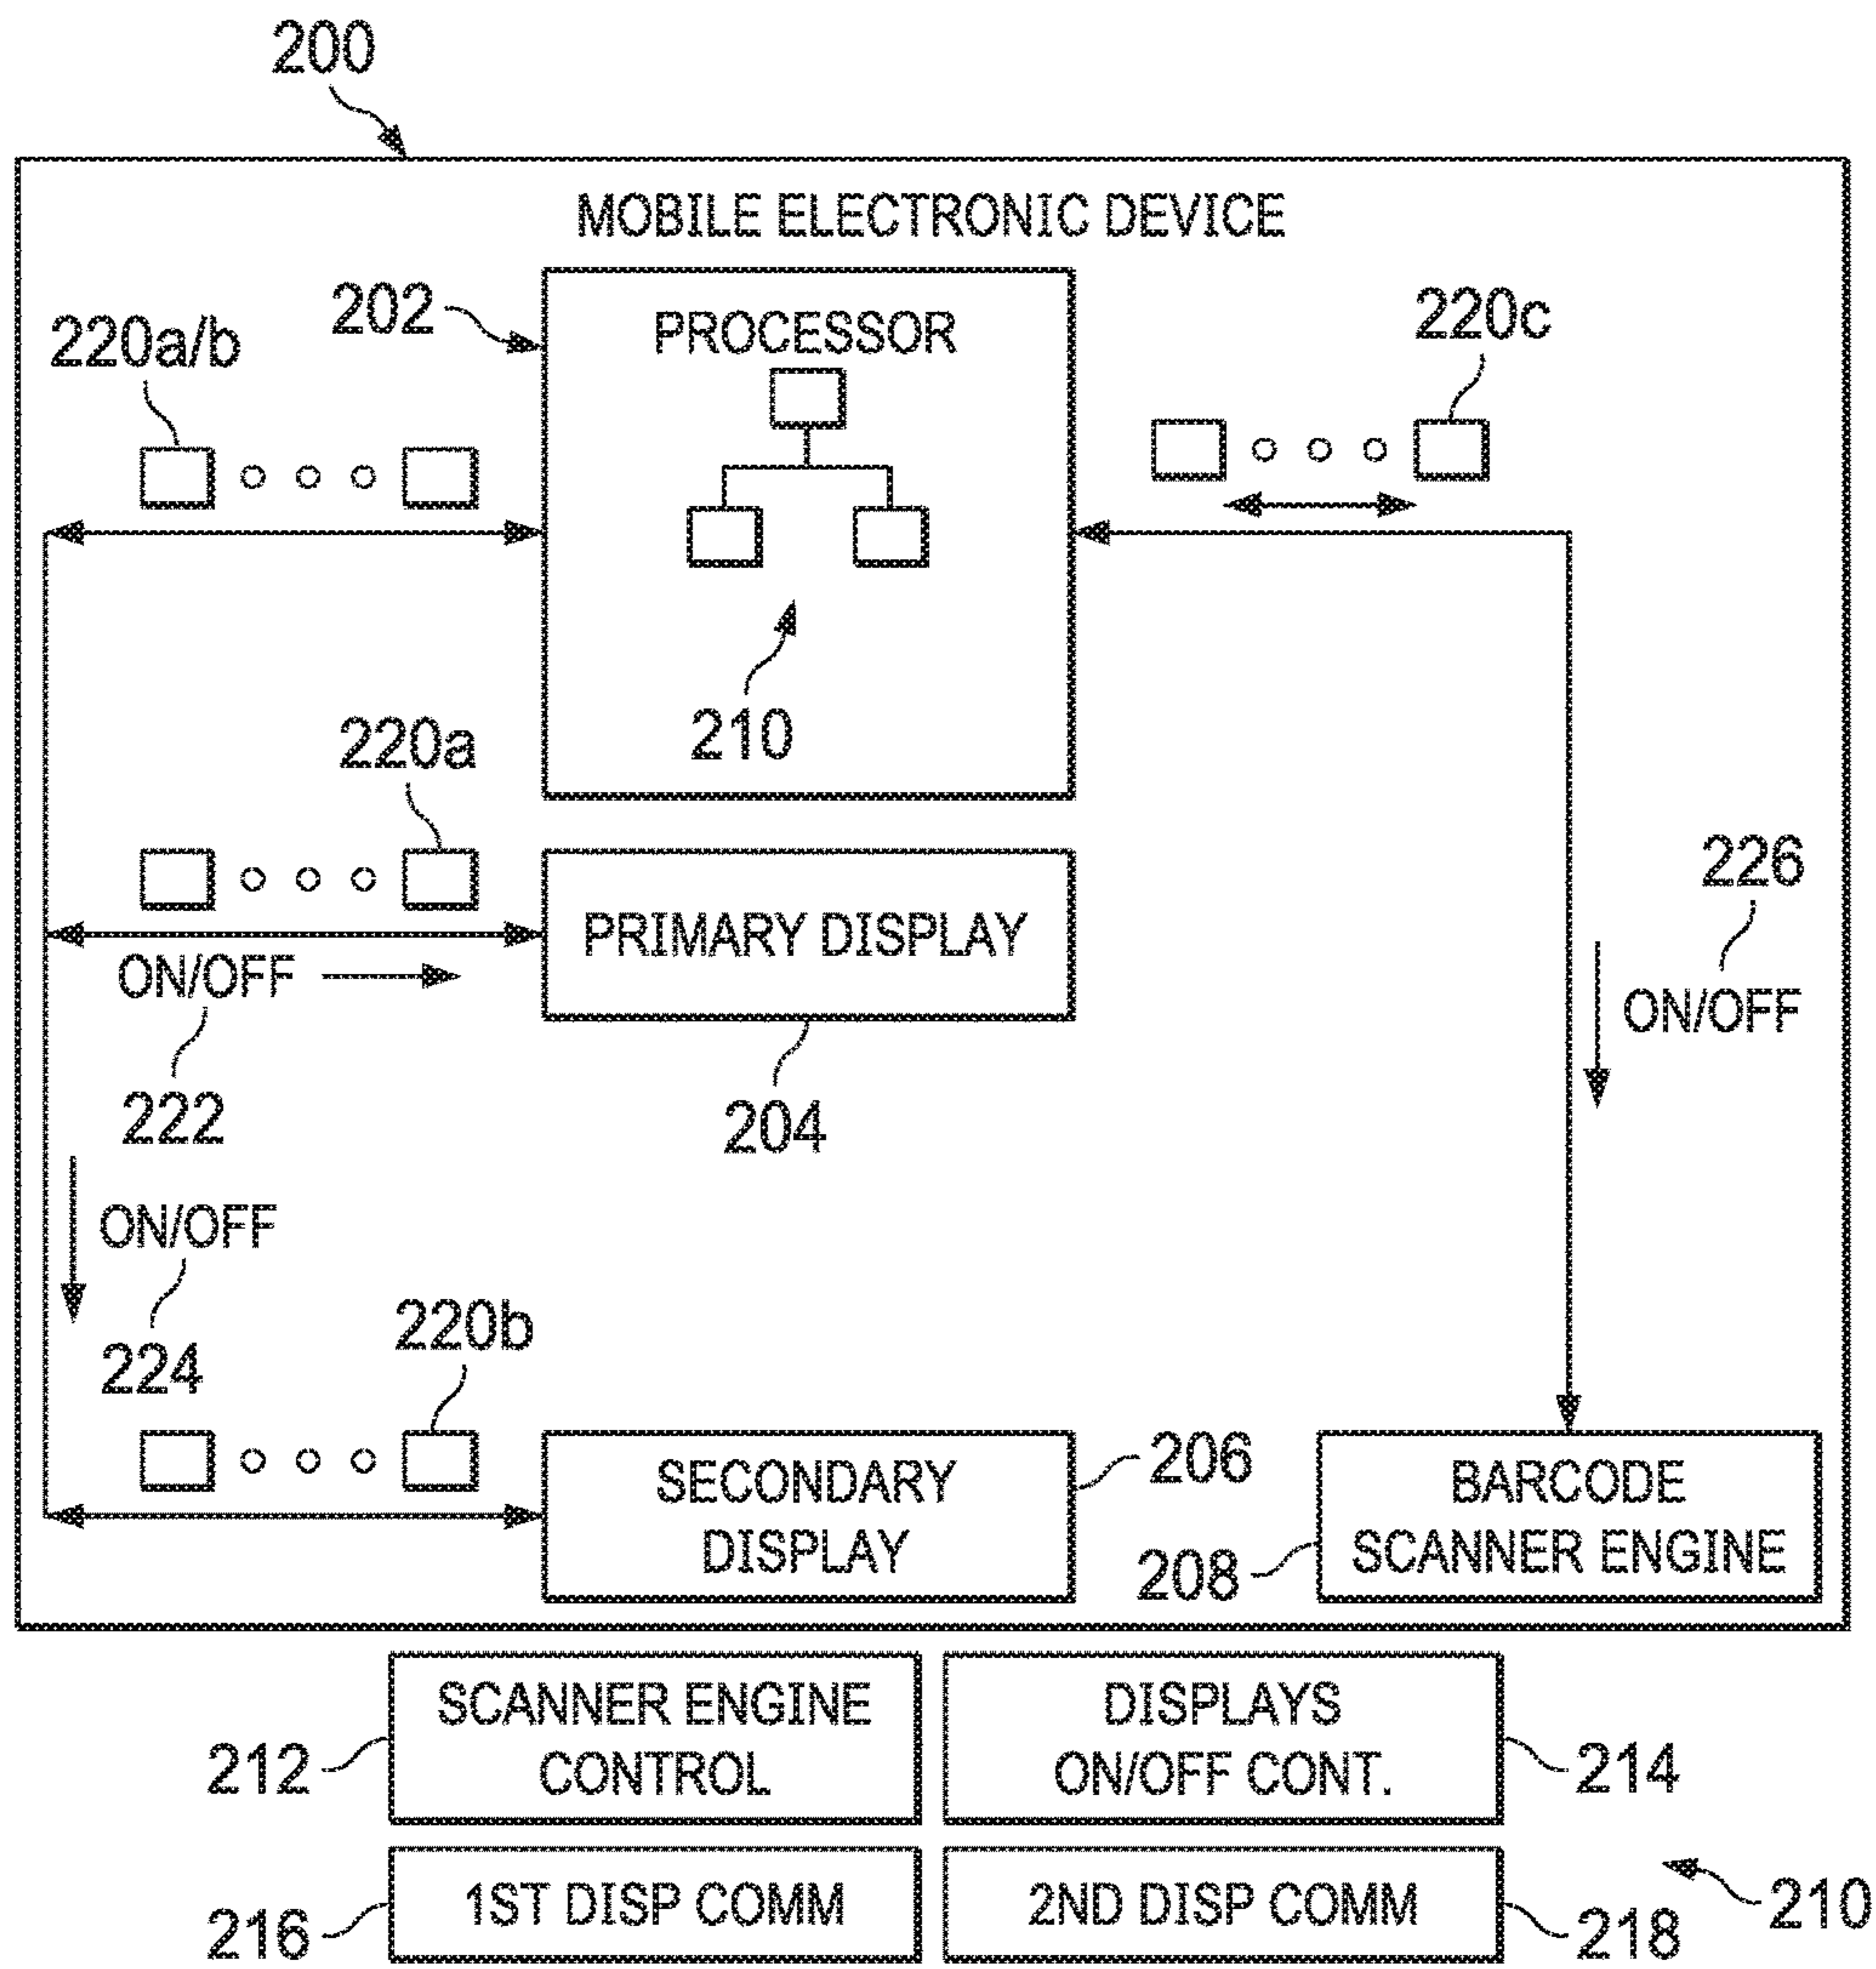 200
MOBILE ELECTRONIC DEVICE
202
220a/b
PROCESSOR
220c
210
220a
PRIMARY DISPLAY
226
ON/OFF
ON/OFF
222
204
ON/OFF
224
220b
SECONDARY
DISPLAY
206
208
BARCODE
SCANNER ENGINE
SCANNER ENGINE
CONTROL
212
DISPLAYS
ON/OFF CONT.
214
1ST DISP COMM
216
2ND DISP COMM
218
210